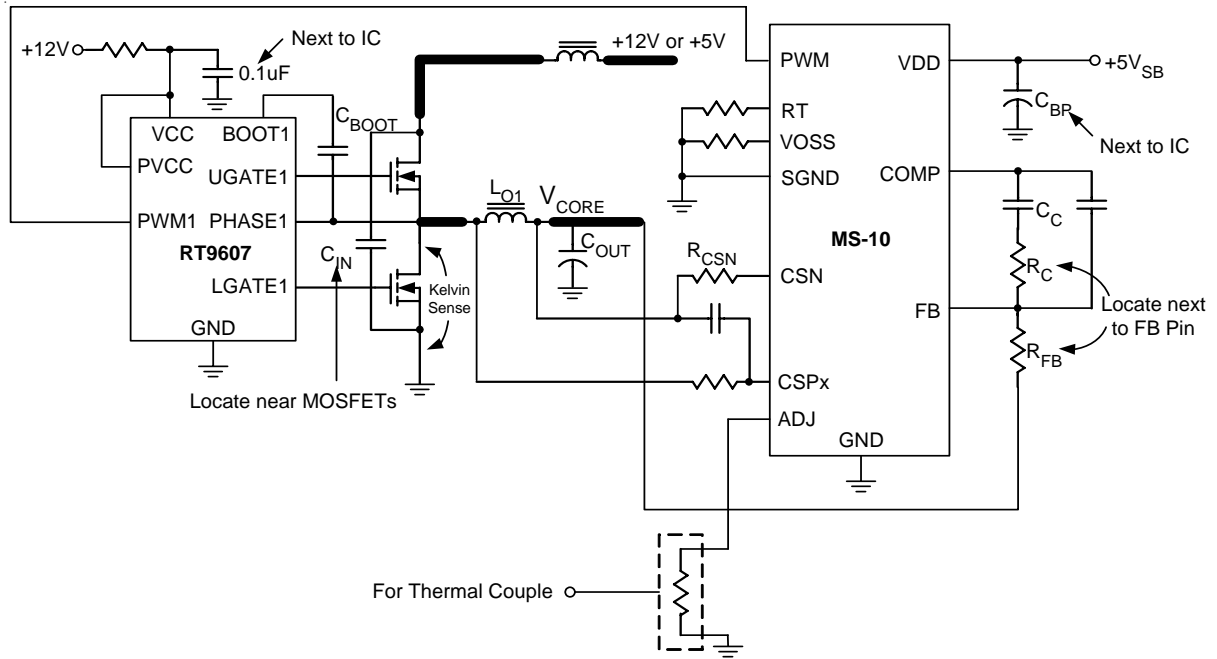 +12V
Next to IC
0.1uF
+12V or +5V
VCC
BOOT1
PVCC
UGATE1
PWM1
PHASE1
RT9607
LGATE1
GND
CBOOT
CIN
Locate near MOSFETs
Kelvin
Sense
LO1
VCORE
COUT
RCSN
PWM
VDD
RT
VOSS
SGND
COMP
MS-10
CSN
FB
CSPx
ADJ
GND
+5VSB
CBP
Next to IC
CC
RC
Locate next
to FB Pin
RFB
For Thermal Couple